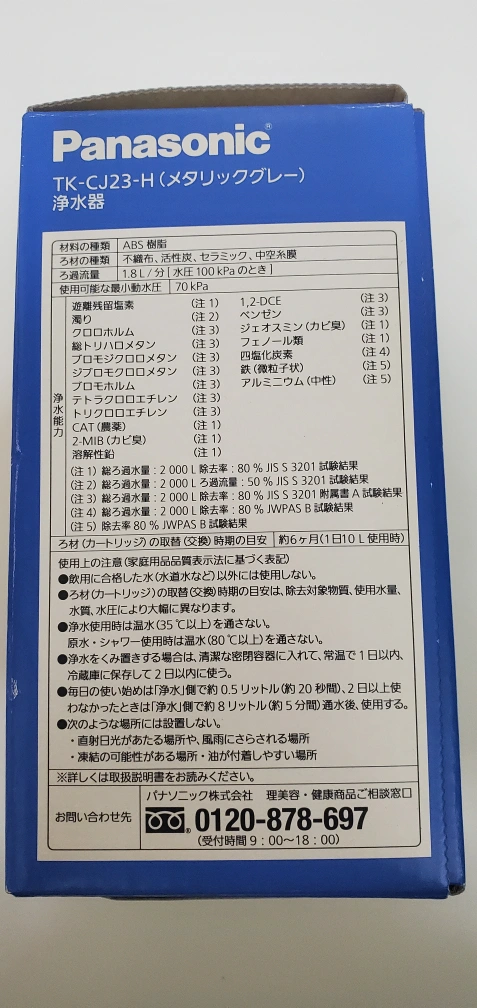 Panasonic®
TK-CJ23-H(メタリックグレー)
浄水器
材料の種類 ABS 樹脂
ろ材の種類 不織布、活性炭、セラミック、中空糸膜
ろ過流量 1.8 L / 分 [ 水圧 100 kPa のとき ]
使用可能な最小動水圧 70 kPa
浄水能力
遊離残留塩素 (注 1)
濁り (注 2)
クロロホルム (注 3)
総トリハロメタン (注 3)
ブロモジクロロメタン (注 3)
ジブロモクロロメタン (注 3)
ブロモホルム (注 3)
テトラクロロエチレン (注 3)
トリクロロエチレン (注 3)
CAT (農薬) (注 1)
2-MIB (カビ臭) (注 1)
溶解性鉛 (注 1)
1,2-DCE (注 3)
ベンゼン (注 3)
ジェオスミン (カビ臭) (注 1)
フェノール類 (注 1)
四塩化炭素 (注 4)
鉄 (微粒子状) (注 5)
アルミニウム (中性) (注 5)
(注 1) 総ろ過水量 : 2 000 L 除去率 : 80 % JIS S 3201 試験結果
(注 2) 総ろ過水量 : 2 000 L ろ過流量 : 50 % JIS S 3201 試験結果
(注 3) 総ろ過水量 : 2 000 L 除去率 : 80 % JIS S 3201 附属書 A 試験結果
(注 4) 総ろ過水量 : 2 000 L 除去率 : 80 % JWPAS B 試験結果
(注 5) 除去率 80 % JWPAS B 試験結果
ろ材 (カートリッジ) の取替 (交換) 時期の目安 約6ヶ月(1日10 L 使用時)
使用上の注意 (家庭用品品質表示法に基づく表記)
●飲用に合格した水(水道水など)以外には使用しない。
●ろ材(カートリッジ)の取替(交換)時期の目安は、除去対象物質、使用水量、
水質、水圧により大幅に異なります。
●浄水使用時は温水(35 ℃以上)を通さない。
原水・シャワー使用時は温水(80 ℃以上)を通さない。
●浄水をくみ置きする場合は、清潔な密閉容器に入れて、常温で 1 日以内、
冷蔵庫に保存して 2 日以内に使う。
●毎日の使い始めは「浄水」側で約 0.5 リットル(約 20 秒間)、2 日以上使
わなかったときは「浄水」側で約 8 リットル(約 5 分間)通水後、使用する。
●次のような場所には設置しない。
・直射日光があたる場所や、風雨にさらされる場所
・凍結の可能性がある場所・油が付着しやすい場所
※詳しくは取扱説明書をお読みください。
お問い合わせ先
パナソニック株式会社 理美容・健康商品ご相談窓口
0120-878-697
(受付時間 9 : 00〜18 : 00)